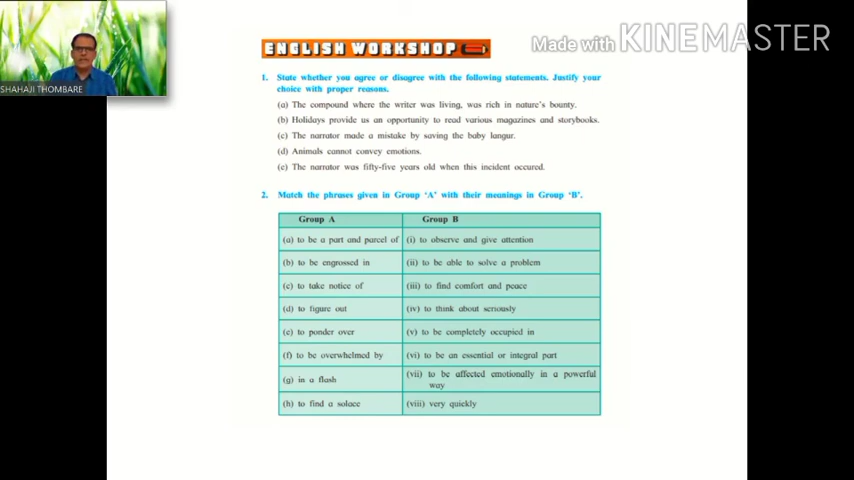 SHAHAJI THOMBARE
Made with KINEMASTER
ENGLISH WORKSHOP
1. State whether you agree or disagree with the following statements. Justify your
choice with proper reasons.
(a) The compound where the writer was living, was rich in nature's bounty.
(b) Holidays provide us an opportunity to read various magazines and storybooks.
(c) The narrator made a mistake by saving the baby langur.
(d) Animals cannot convey emotions.
(e) The narrator was fifty-five years old when this incident occured.
2. Match the phrases given in Group 'A' with their meanings in Group 'B'.
Group A Group B
(a) to be a part and parcel of (i) to observe and give attention
(b) to be engrossed in (ii) to be able to solve a problem
(c) to take notice of (iii) to find comfort and peace
(d) to figure out (iv) to think about seriously
(e) to ponder over (v) to be completely occupied in
(f) to be overwhelmed by (vi) to be an essential or integral part
(g) in a flash (vii) to be affected emotionally in a powerful
way
(h) to find a solace (viii) very quickly